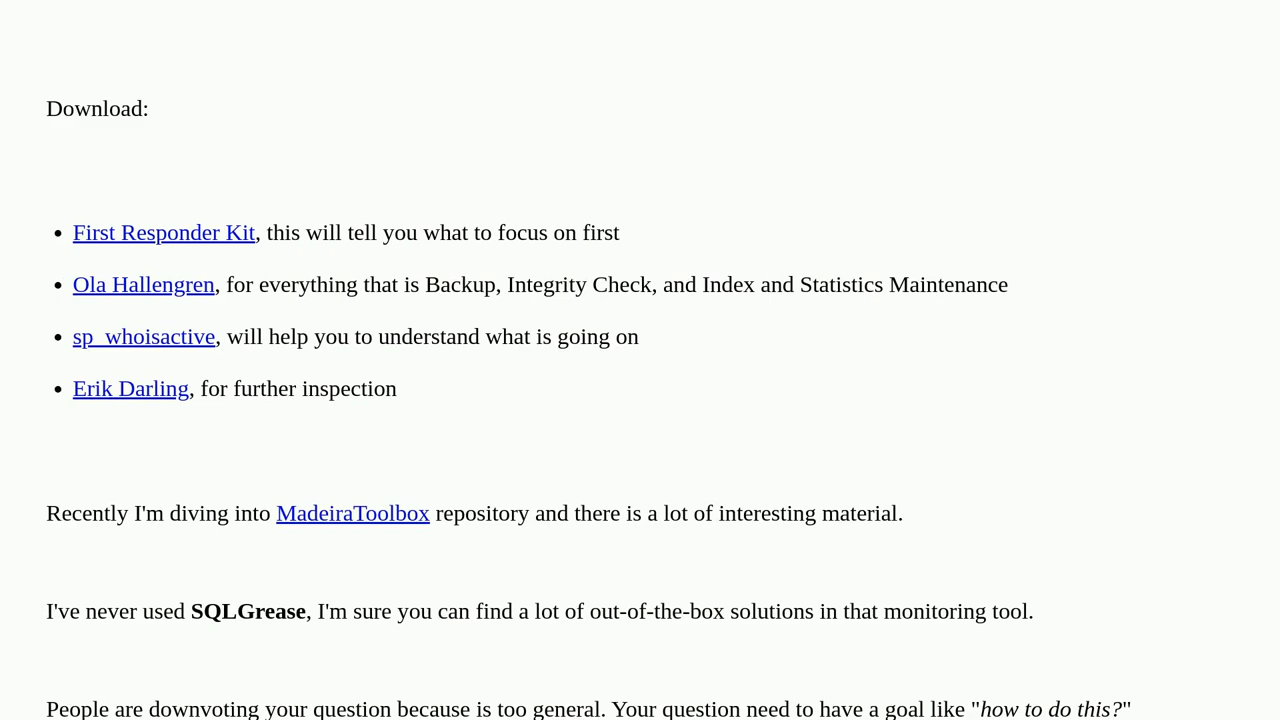 Download:
• First Responder Kit, this will tell you what to focus on first
• Ola Hallengren, for everything that is Backup, Integrity Check, and Index and Statistics Maintenance
• sp_whoisactive, will help you to understand what is going on
• Erik Darling, for further inspection
Recently I'm diving into MadeiraToolbox repository and there is a lot of interesting material.
I've never used SQLGrease, I'm sure you can find a lot of out-of-the-box solutions in that monitoring tool.
People are downvoting your question because is too general. Your question need to have a goal like "how to do this?"